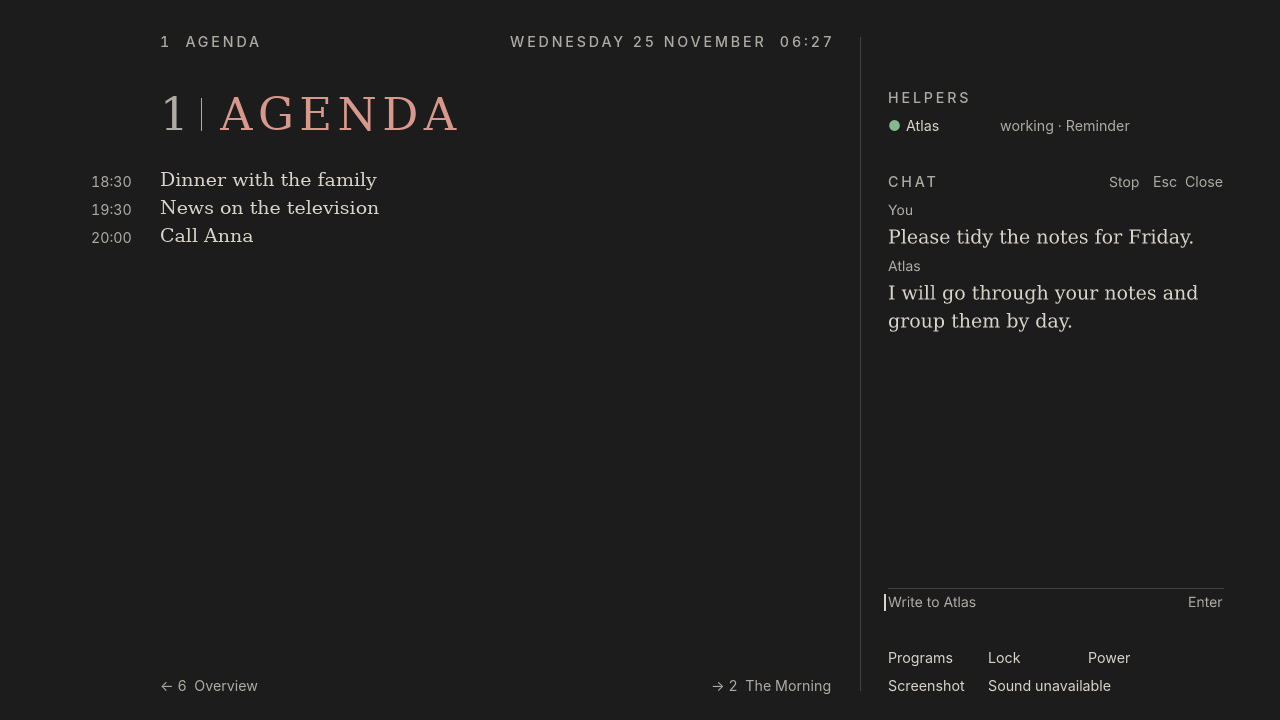 1 AGENDA
WEDNESDAY 25 NOVEMBER 06:27
1 AGENDA
18:30 Dinner with the family
19:30 News on the television
20:00 Call Anna
← 6 Overview
→ 2 The Morning
HELPERS
Atlas working · Reminder
CHAT Stop Esc Close
You
Please tidy the notes for Friday.
Atlas
I will go through your notes and
group them by day.
Write to Atlas Enter
Programs Lock Power
Screenshot Sound unavailable